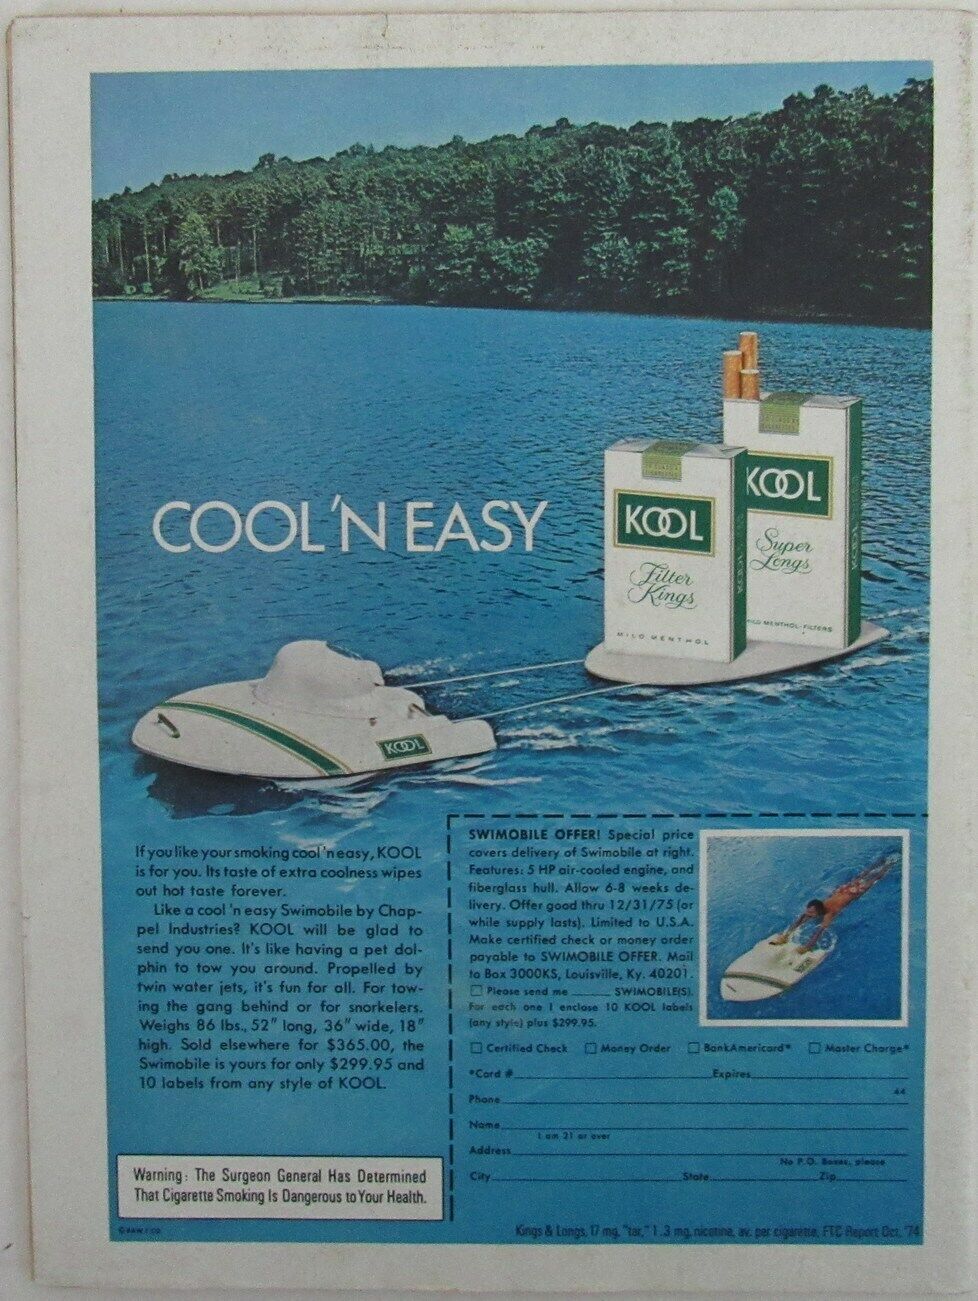 COOL 'N EASY
KOOL
Filter
Kings
MILD MENTHOL
KOOL
KOOL
Super
Longs
MILD MENTHOL-FILTERS
KOOL
KOOL
If you like your smoking cool 'n easy, KOOL
is for you. Its taste of extra coolness wipes
out hot taste forever.
Like a cool 'n easy Swimobile by Chap-
pel Industries? KOOL will be glad to
send you one. It's like having a pet dol-
phin to tow you around. Propelled by
twin water jets, it's fun for all. For tow-
ing the gang behind or for snorkelers.
Weighs 86 lbs., 52" long, 36" wide, 18"
high. Sold elsewhere for $365.00, the
Swimobile is yours for only $299.95 and
10 labels from any style of KOOL.
Warning: The Surgeon General Has Determined
That Cigarette Smoking Is Dangerous to Your Health.
SWIMOBILE OFFER! Special price
covers delivery of Swimobile at right.
Features: 5 HP air-cooled engine, and
fiberglass hull. Allow 6-8 weeks de-
livery. Offer good thru 12/31/75 (or
while supply lasts). Limited to U.S.A.
Make certified check or money order
payable to SWIMOBILE OFFER. Mail
to Box 3000KS, Louisville, Ky. 40201.
Please send me SWIMOBILE(S).
For each one I enclose 10 KOOL labels
(any style) plus $299.95.
Certified Check Money Order BankAmericard* Master Charge*
*Card # Expires
44
Phone
Name
I am 21 or over
Address
No P.O. Boxes, please
City State Zip
Kings & Longs, 17 mg. "tar," 1.3 mg. nicotine, av. per cigarette, FTC Report Oct. '74